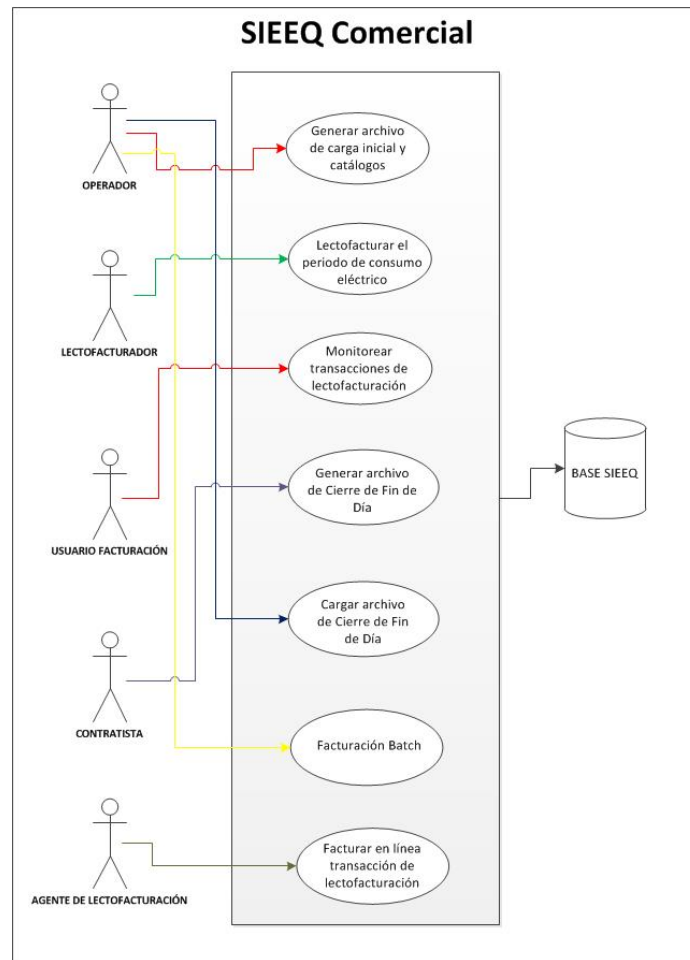 SIEEQ Comercial
OPERADOR
Generar archivo
de carga inicial y
catálogos
LECTOFACTURADOR
Lectofacturar el
periodo de consumo
eléctrico
Monitorear
transacciones de
lectofacturación
USUARIO FACTURACIÓN
Generar archivo
de Cierre de Fin de
Día
BASE SIEEQ
Cargar archivo
de Cierre de Fin
de Día
CONTRATISTA
Facturación Batch
AGENTE DE LECTOFACTURACIÓN
Facturar en línea
transacción de
lectofacturación